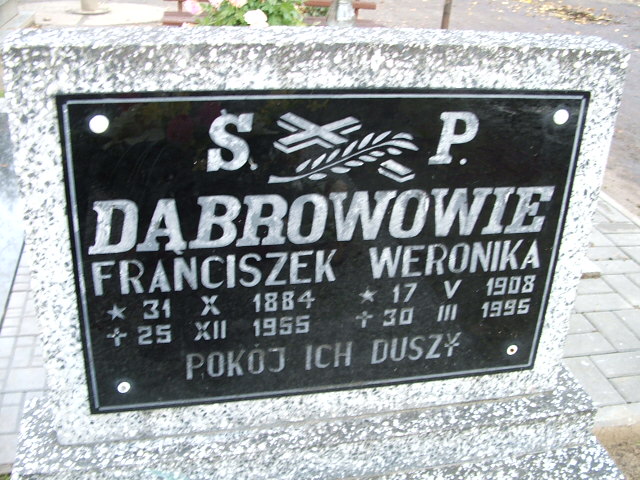 Ś. P.
DĄBROWOWIE
FRANCISZEK WERONIKA
* 31 X 1884 * 17 V 1908
+ 25 XII 1955 + 30 III 1995
POKÓJ ICH DUSZY